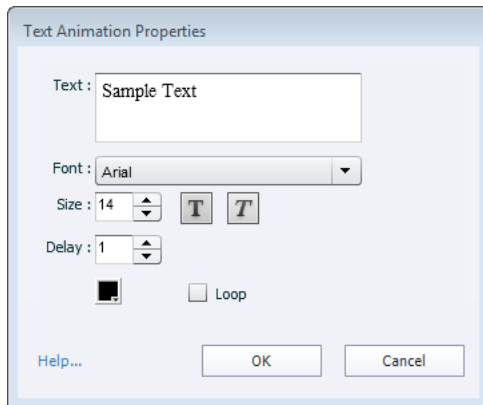 Text Animation Properties
Text : Sample Text
Font : Arial
Size : 14 T T
Delay : 1
Loop
Help... OK Cancel